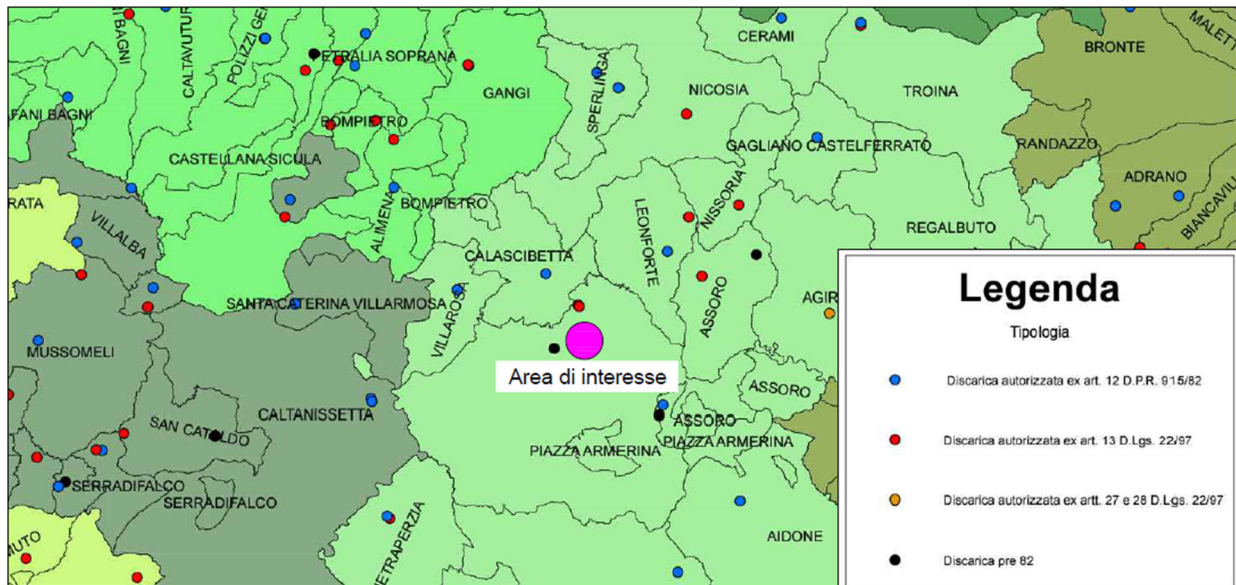 CERAMI
BRONTE
MALETT
I BAGNI
CALTAVUTUR
POLIZZI GEN
PETRALIA SOPRANA
GANGI
SPERLINGA
NICOSIA
TROINA
AFANI BAGNI
BOMPIETRO
GAGLIANO CASTELFERRATO
RANDAZZO
CASTELLANA SICULA
ADRANO
NISSORIA
BIANCAVIL
RATA
VILLALBA
ALIMENA
BOMPIETRO
LEONFORTE
REGALBUTO
CALASCIBETTA
SANTA CATERINA VILLARMOSA
VILLAROSA
ASSORO
AGIR
MUSSOMELI
Area di interesse
ASSORO
CALTANISSETTA
SAN CATALDO
ASSORO
PIAZZA ARMERINA
PIAZZA ARMERINA
SERRADIFALCO
SERRADIFALCO
MUTO
PIETRAPERZIA
AIDONE
Legenda
Tipologia
Discarica autorizzata ex art. 12 D.P.R. 915/82
Discarica autorizzata ex art. 13 D.Lgs. 22/97
Discarica autorizzata ex artt. 27 e 28 D.Lgs. 22/97
Discarica pre 82